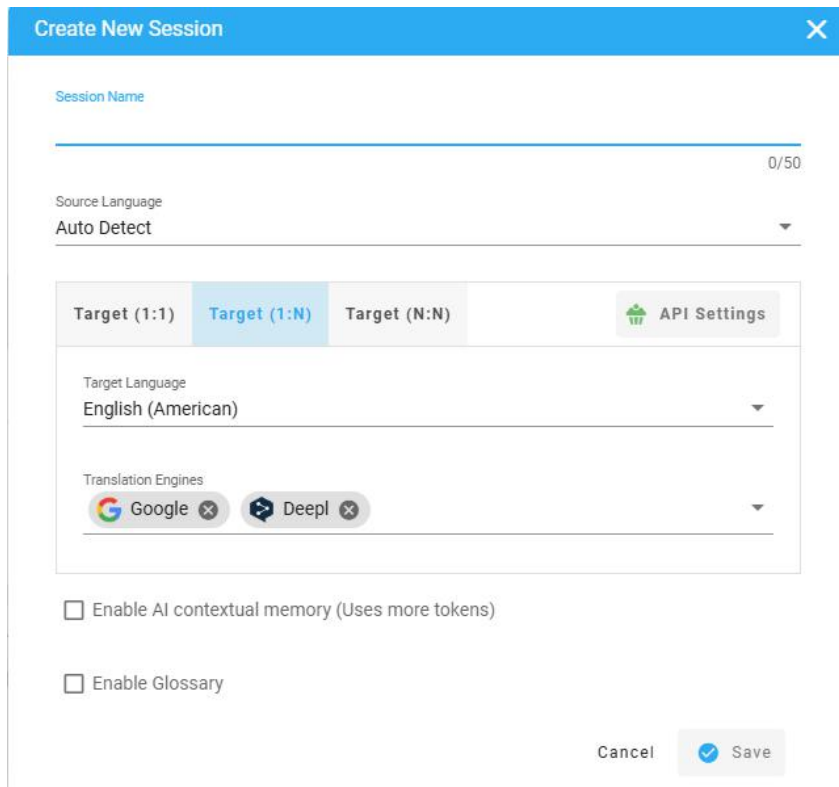 Create New Session
Session Name
0/50
Source Language
Auto Detect
Target (1:1) Target (1:N) Target (N:N) API Settings
Target Language
English (American)
Translation Engines
Google Deepl
Enable AI contextual memory (Uses more tokens)
Enable Glossary
Cancel Save